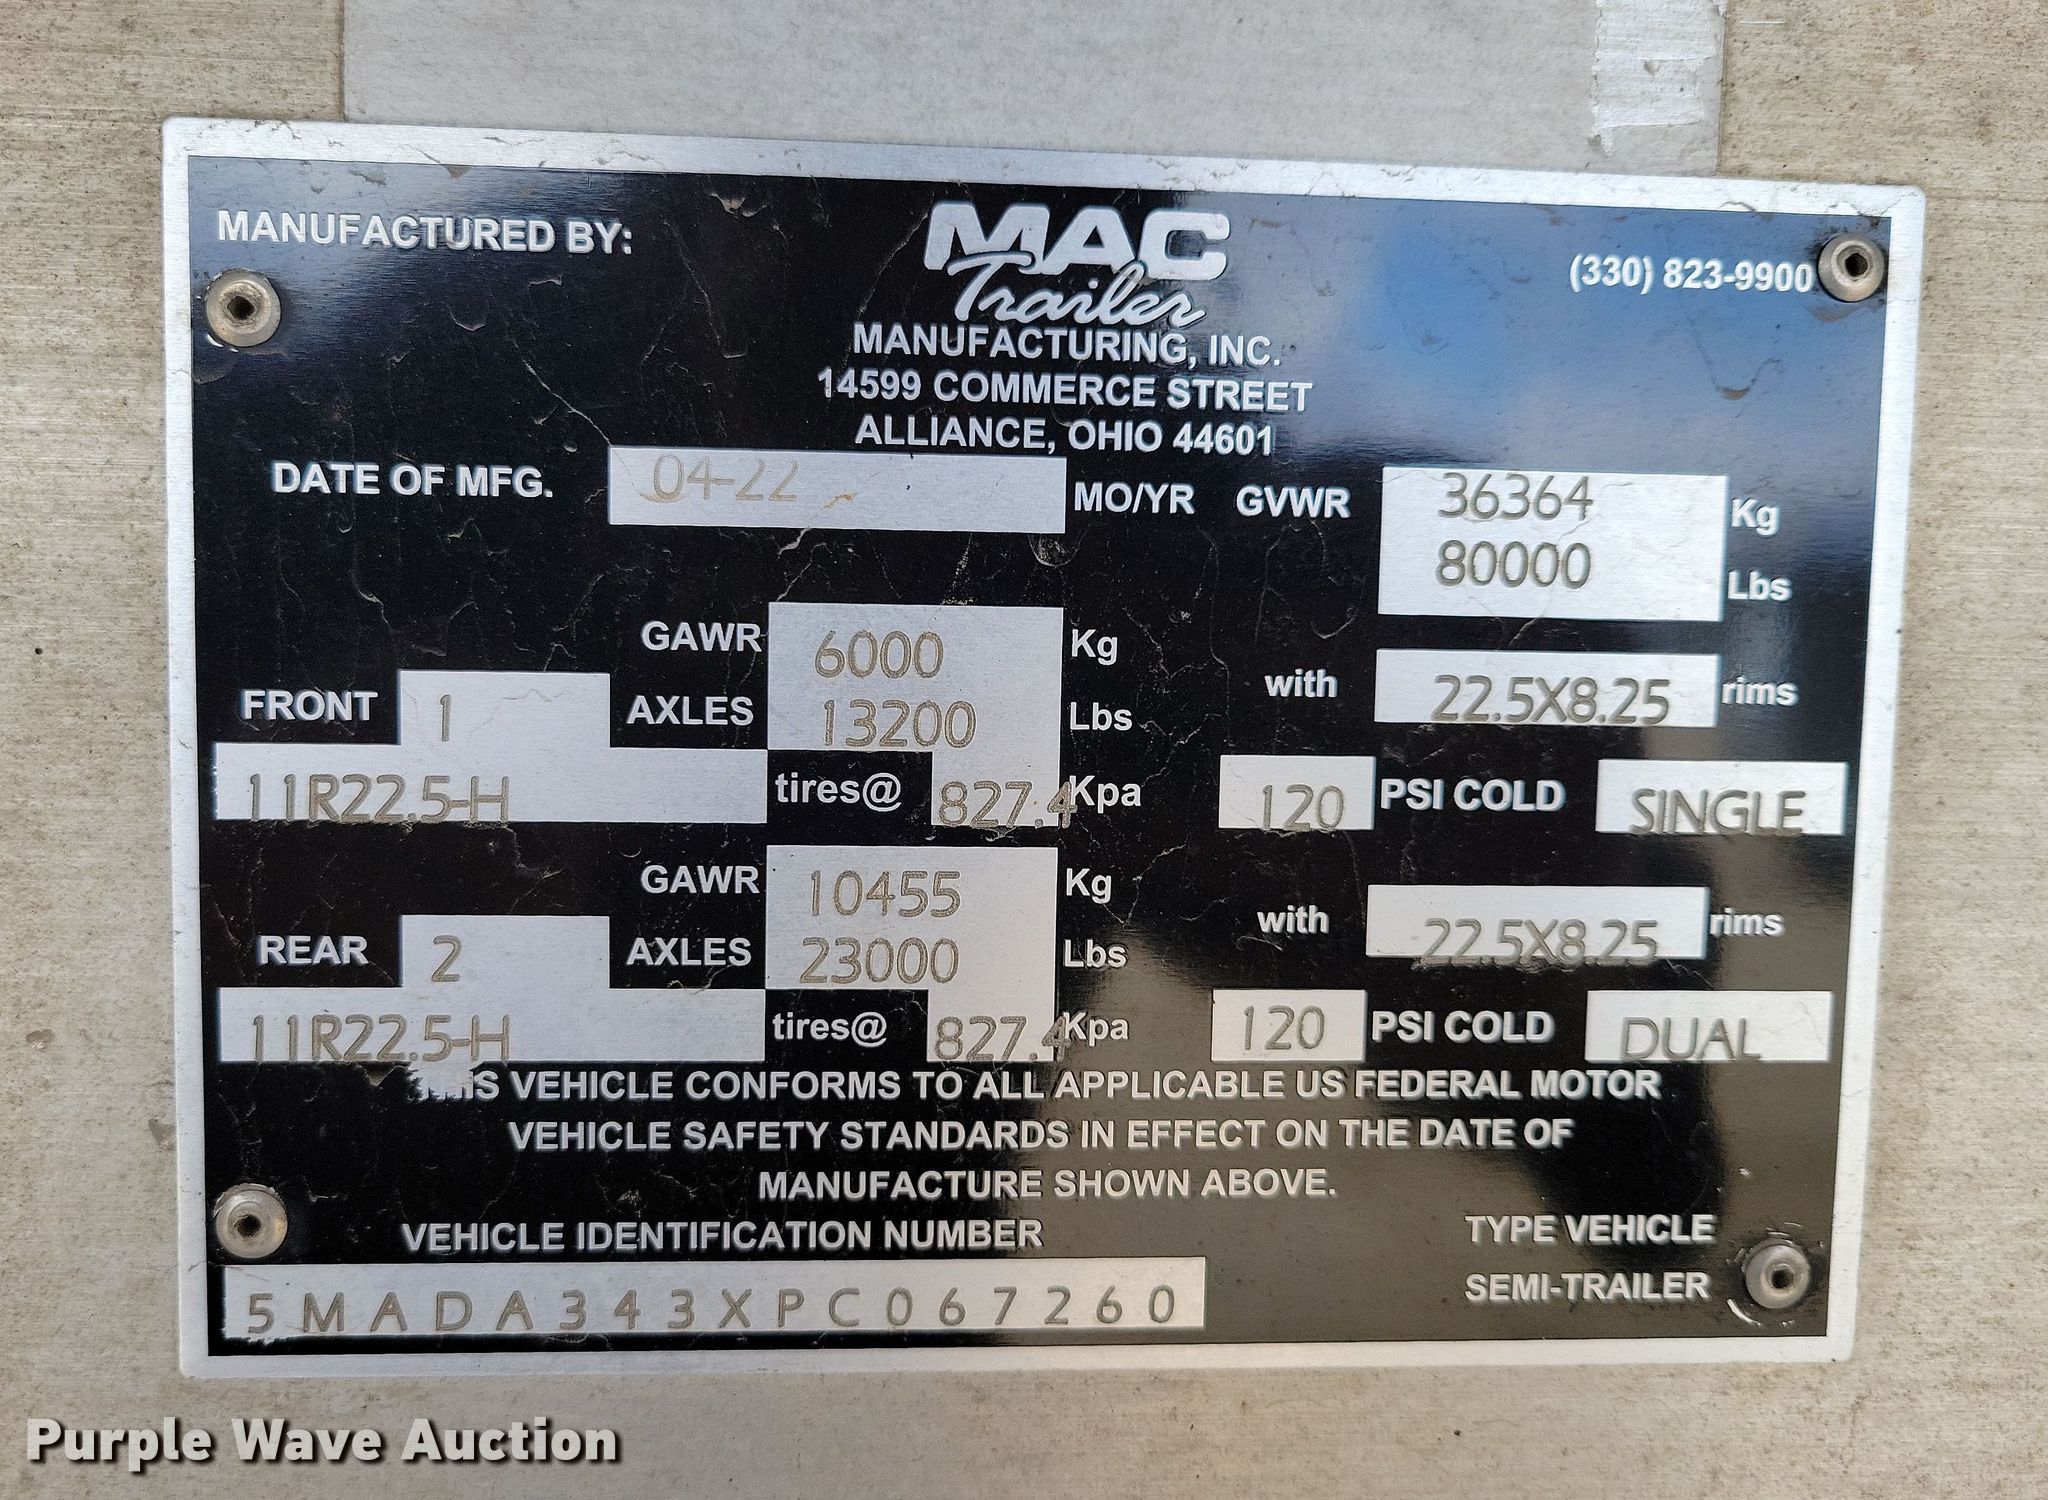 MANUFACTURED BY:
MAC
Trailer
(330) 823-9900
MANUFACTURING, INC.
14599 COMMERCE STREET
ALLIANCE, OHIO 44601
DATE OF MFG. 04-22 MO/YR GVWR 36364 Kg
80000 Lbs
GAWR 6000 Kg with 22.5X8.25 rims
FRONT 1 AXLES 13200 Lbs
11R22.5-H tires@ 827.4 Kpa 120 PSI COLD SINGLE
GAWR 10455 Kg with 22.5X8.25 rims
REAR 2 AXLES 23000 Lbs
11R22.5-H tires@ 827.4 Kpa 120 PSI COLD DUAL
THIS VEHICLE CONFORMS TO ALL APPLICABLE US FEDERAL MOTOR
VEHICLE SAFETY STANDARDS IN EFFECT ON THE DATE OF
MANUFACTURE SHOWN ABOVE.
VEHICLE IDENTIFICATION NUMBER TYPE VEHICLE
5MADA343XPC067260 SEMI-TRAILER
Purple Wave Auction